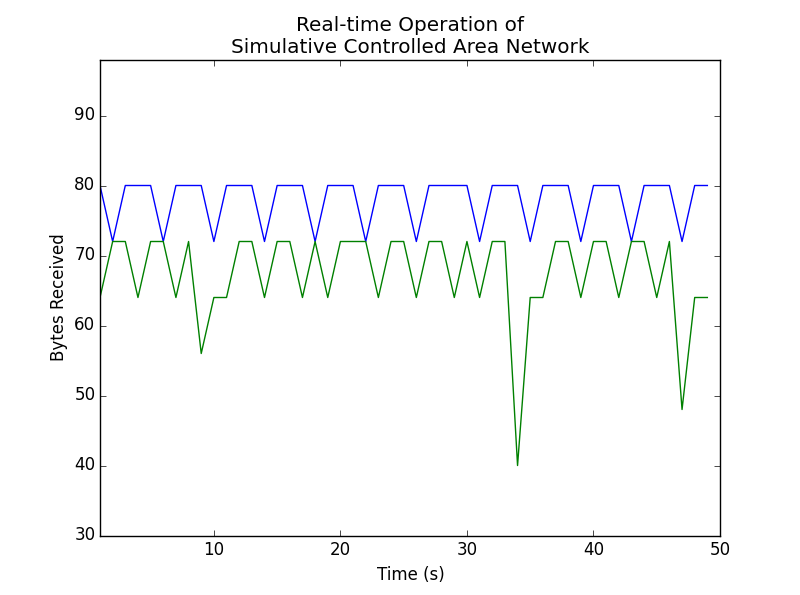 Real-time Operation of
Simulative Controlled Area Network
90
80
70
60
50
40
30
Bytes Received
10 20 30 40 50
Time (s)